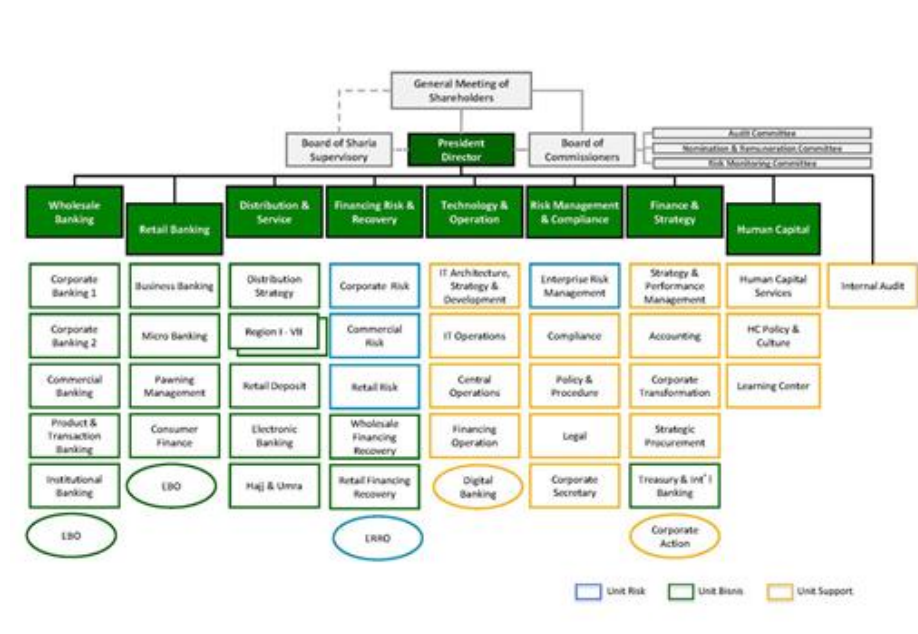 General Meeting of
Shareholders
Board of Sharia
Supervisory
President
Director
Board of
Commissioners
Audit Committee
Nomination & Remuneration Committee
Risk Monitoring Committee
Wholesale
Banking
Retail Banking
Distribution &
Service
Financing Risk &
Recovery
Technology &
Operation
Risk Management
& Compliance
Finance &
Strategy
Human Capital
Corporate
Banking 1
Business Banking
Distribution
Strategy
Corporate Risk
IT Architecture,
Strategy &
Development
Enterprise Risk
Management
Strategy &
Performance
Management
Human Capital
Services
Internal Audit
Corporate
Banking 2
Micro Banking
Region I - VII
Commercial
Risk
IT Operations
Compliance
Accounting
HC Policy &
Culture
Commercial
Banking
Pawning
Management
Retail Deposit
Retail Risk
Central
Operations
Policy &
Procedure
Corporate
Transformation
Learning Center
Product &
Transaction
Banking
Consumer
Finance
Electronic
Banking
Wholesale
Financing
Recovery
Financing
Operation
Legal
Strategic
Procurement
Institutional
Banking
EBO
Hajj & Umra
Retail Financing
Recovery
Digital
Banking
Corporate
Secretary
Treasury & Int'l
Banking
EBO
ERRO
Corporate
Action
Unit Risk
Unit Bisnis
Unit Support